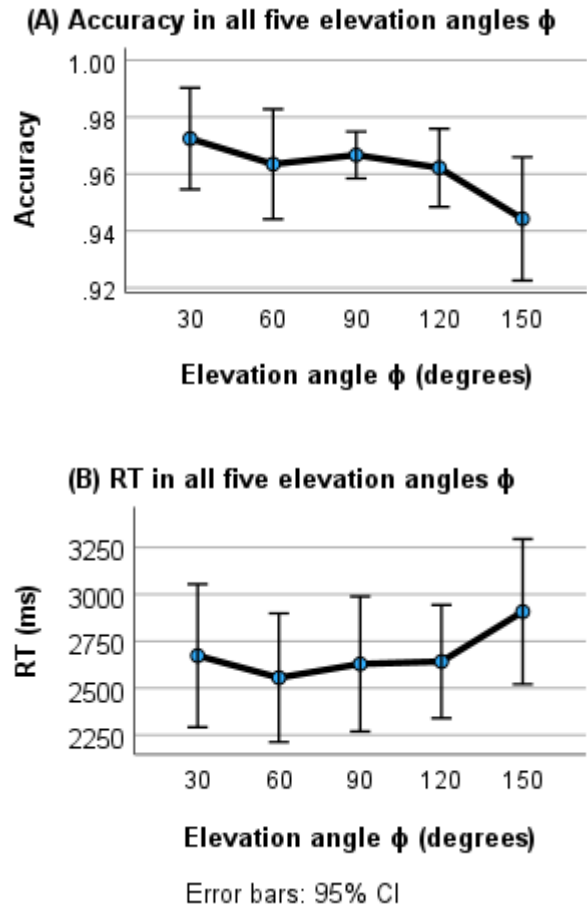 (A) Accuracy in all five elevation angles ϕ
1.00
.98
.96
.94
.92
Accuracy
30 60 90 120 150
Elevation angle ϕ (degrees)
(B) RT in all five elevation angles ϕ
3250
3000
2750
2500
2250
RT (ms)
30 60 90 120 150
Elevation angle ϕ (degrees)
Error bars: 95% CI